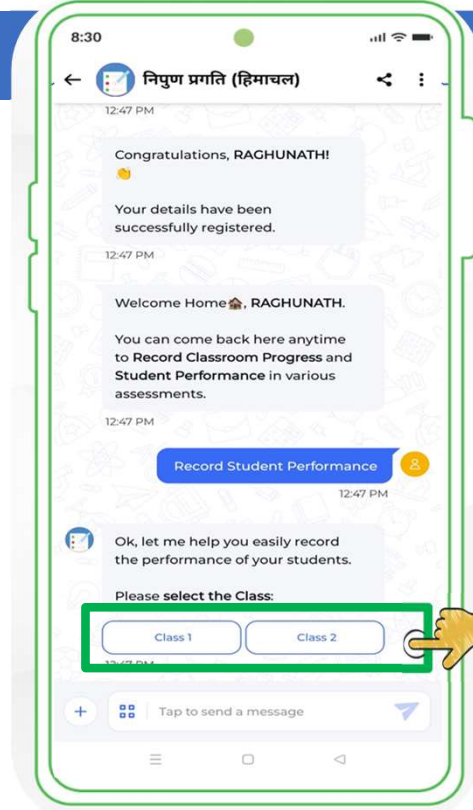 8:30
निपुण प्रगति (हिमाचल)
12:47 PM
Congratulations, RAGHUNATH!
Your details have been
successfully registered.
12:47 PM
Welcome Home, RAGHUNATH.
You can come back here anytime
to Record Classroom Progress and
Student Performance in various
assessments.
12:47 PM
Record Student Performance
12:47 PM
Ok, let me help you easily record
the performance of your students.
Please select the Class:
Class 1 Class 2
12:47 PM
Tap to send a message